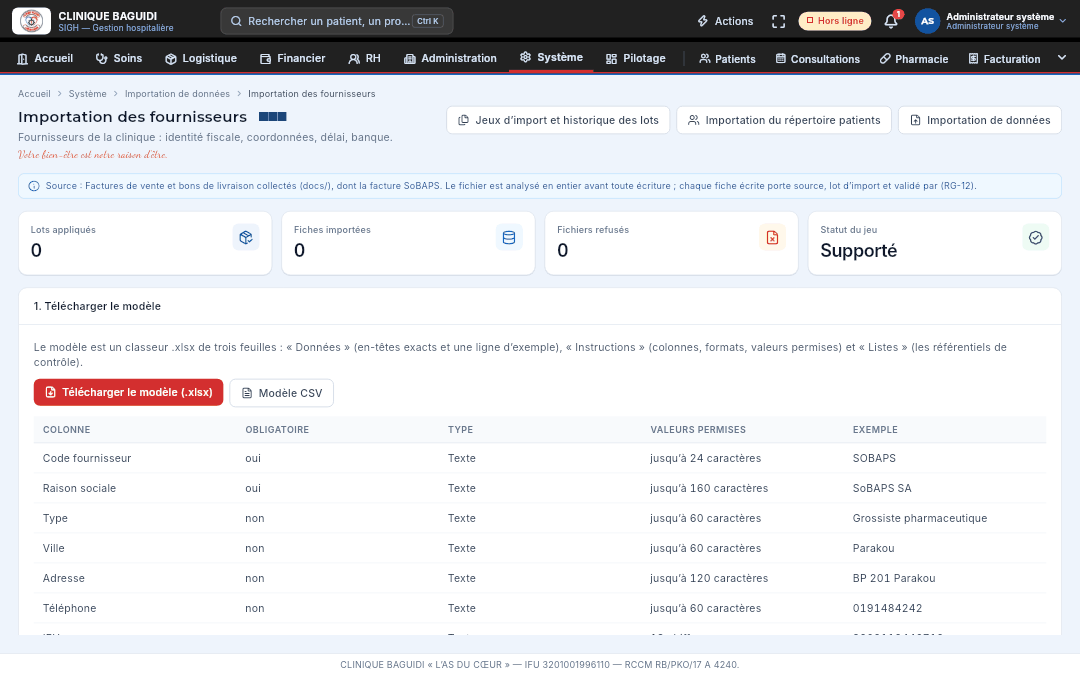 CLINIQUE BAGUIDI
SIGH — Gestion hospitalière
Rechercher un patient, un pro... Ctrl K
Actions
Hors ligne
1
AS
Administrateur système
Administrateur système
Accueil Soins Logistique Financier RH Administration Système Pilotage Patients Consultations Pharmacie Facturation
Accueil > Système > Importation de données > Importation des fournisseurs
Importation des fournisseurs
Fournisseurs de la clinique : identité fiscale, coordonnées, délai, banque.
Votre bien-être est notre raison d'être.
Jeux d'import et historique des lots
Importation du répertoire patients
Importation de données
Source : Factures de vente et bons de livraison collectés (docs/), dont la facture SoBAPS. Le fichier est analysé en entier avant toute écriture ; chaque fiche écrite porte source, lot d'import et validé par (RG-12).
Lots appliqués
0
Fiches importées
0
Fichiers refusés
0
Statut du jeu
Supporté
1. Télécharger le modèle
Le modèle est un classeur .xlsx de trois feuilles : « Données » (en-têtes exacts et une ligne d'exemple), « Instructions » (colonnes, formats, valeurs permises) et « Listes » (les référentiels de
contrôle).
Télécharger le modèle (.xlsx)
Modèle CSV
COLONNE OBLIGATOIRE TYPE VALEURS PERMISES EXEMPLE
Code fournisseur oui Texte jusqu'à 24 caractères SOBAPS
Raison sociale oui Texte jusqu'à 160 caractères SoBAPS SA
Type non Texte jusqu'à 60 caractères Grossiste pharmaceutique
Ville non Texte jusqu'à 60 caractères Parakou
Adresse non Texte jusqu'à 120 caractères BP 201 Parakou
Téléphone non Texte jusqu'à 60 caractères 0191484242
CLINIQUE BAGUIDI « L'AS DU CŒUR » — IFU 3201001996110 — RCCM RB/PKO/17 A 4240.